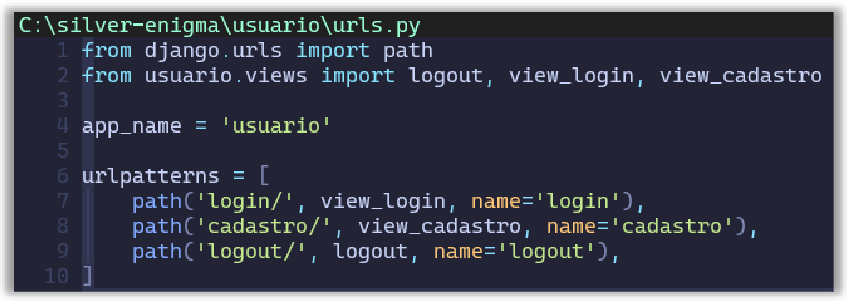 C:\silver-enigma\usuario\urls.py
1 from django.urls import path
2 from usuario.views import logout, view_login, view_cadastro
3
4 app_name = 'usuario'
5
6 urlpatterns = [
7     path('login/', view_login, name='login'),
8     path('cadastro/', view_cadastro, name='cadastro'),
9     path('logout/', logout, name='logout'),
10 ]